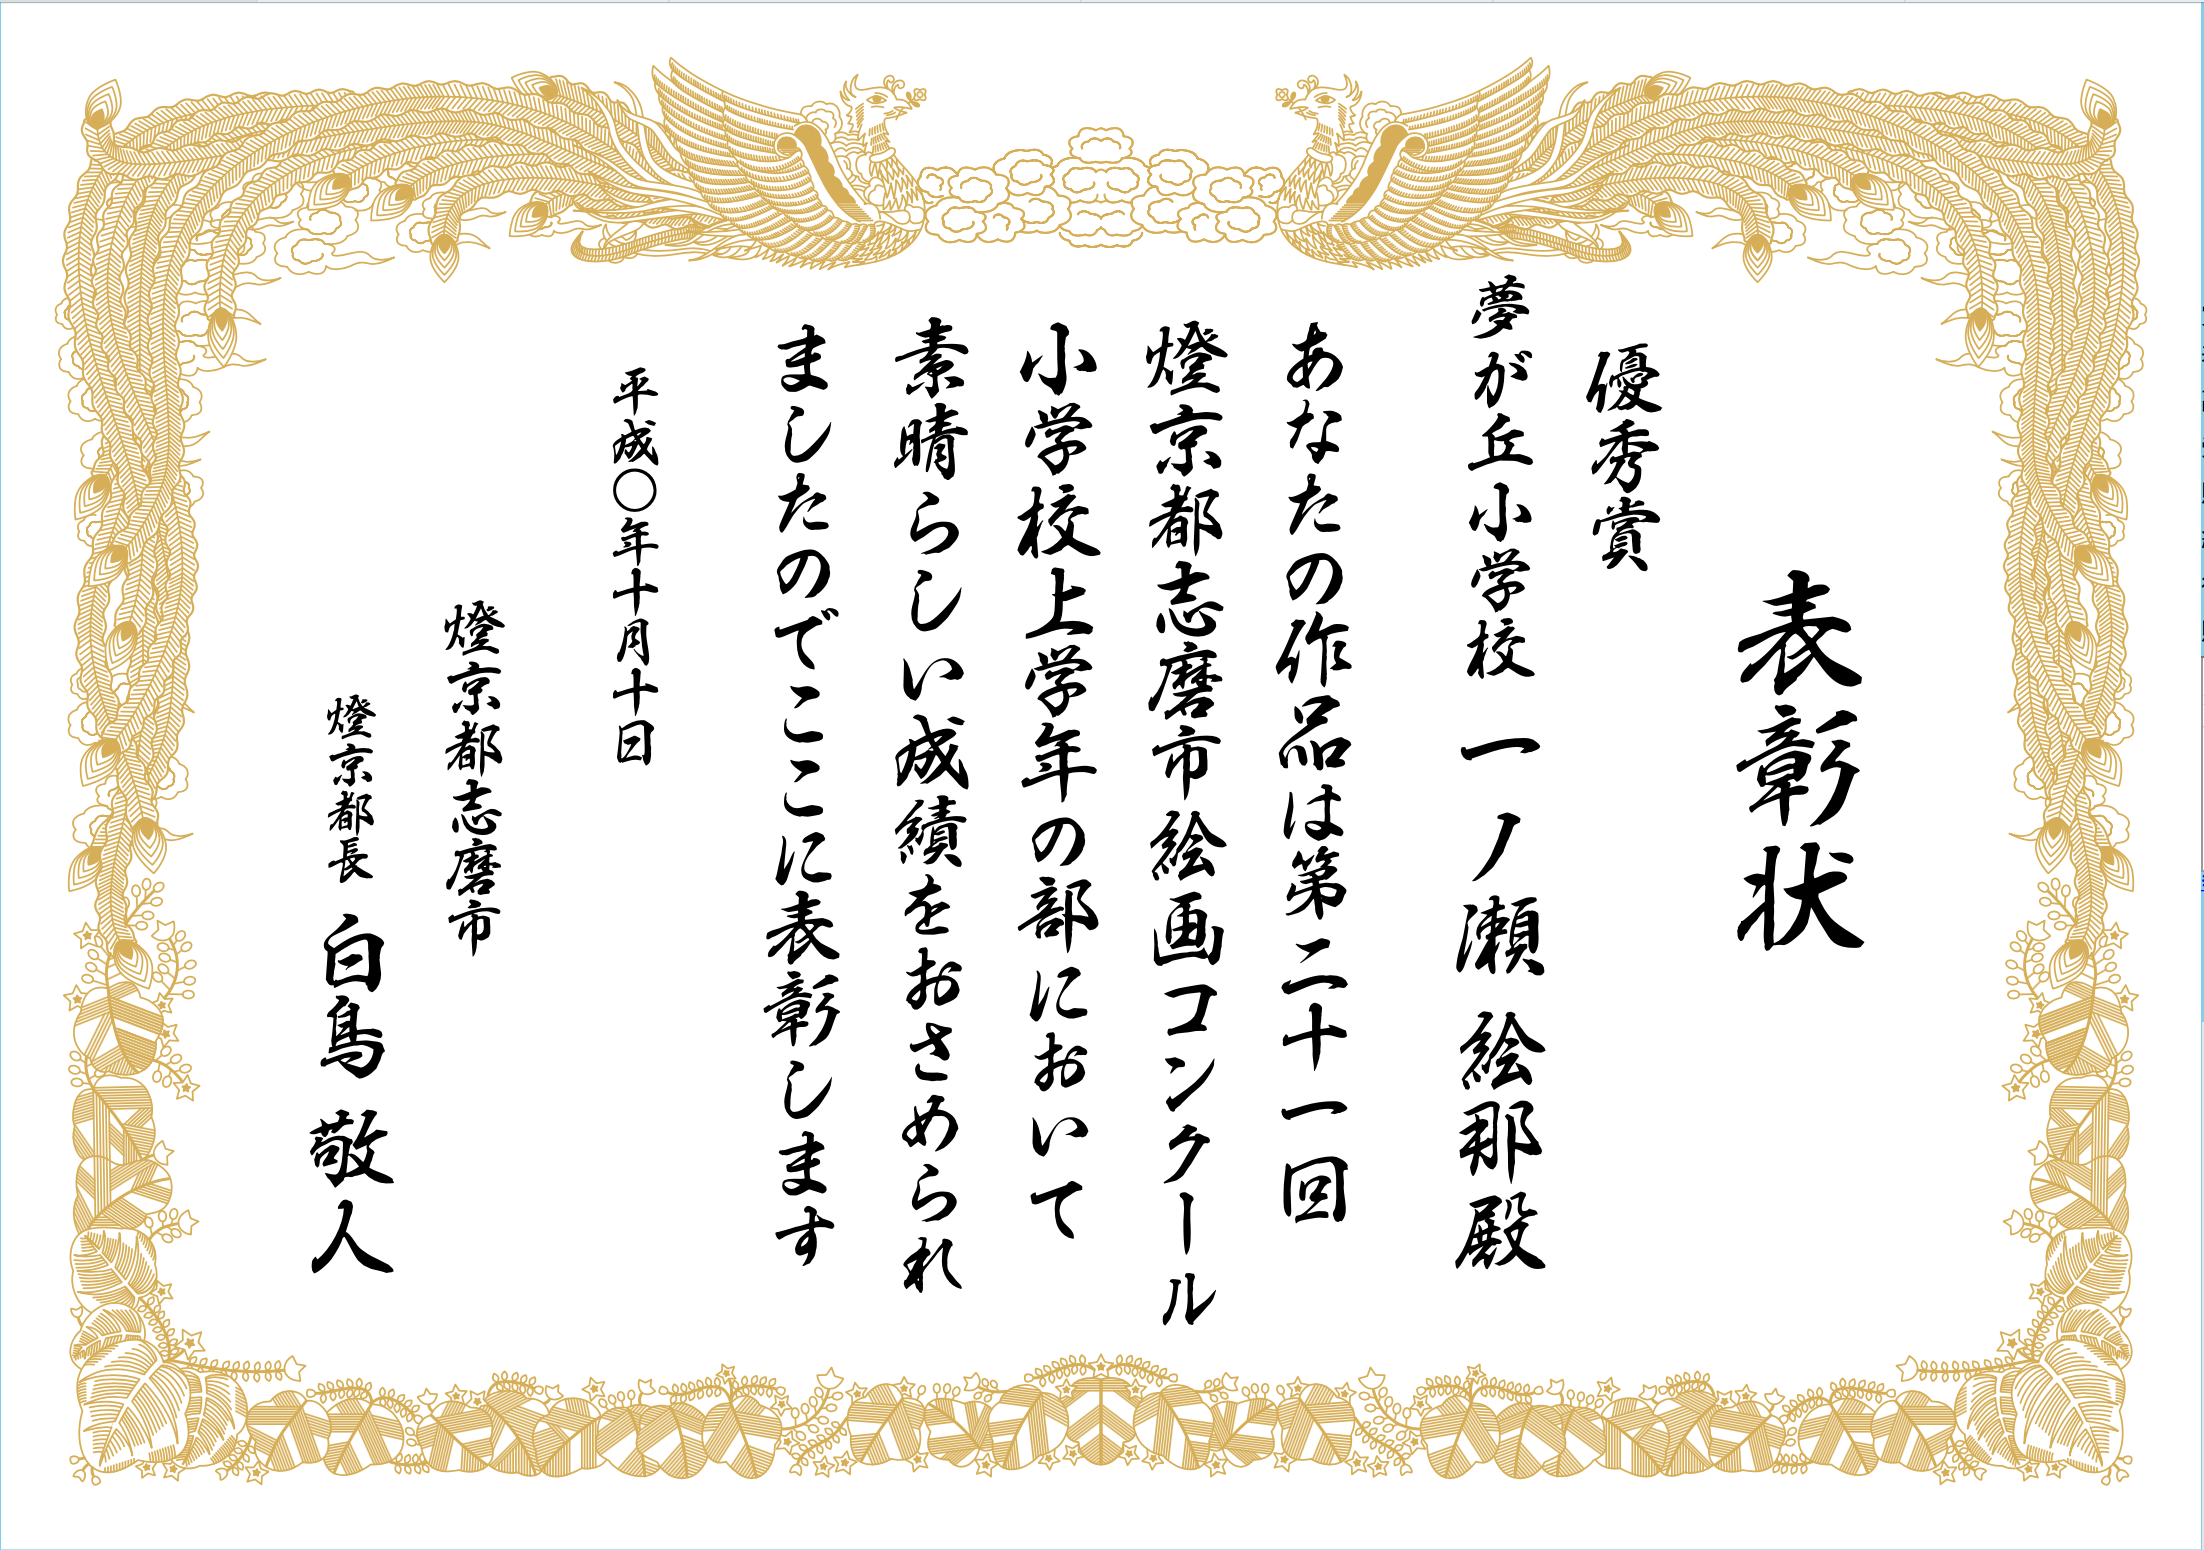 表彰状
優秀賞
夢が丘小学校 一ノ瀬 絵那殿
あなたの作品は第二十一回
燈京都志磨市絵画コンクール
小学校上学年の部において
素晴らしい成績をおさめられ
ましたのでここに表彰します
平成〇年十月十日
燈京都志磨市
燈京都長 白鳥 敬人